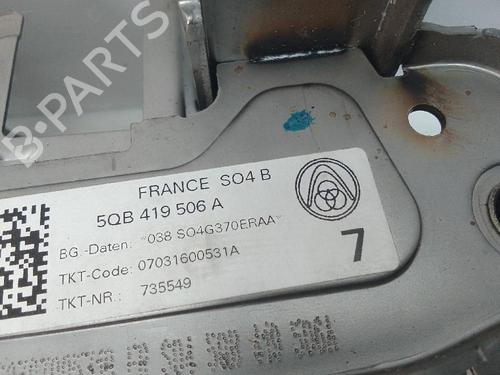 B-PARTS
FRANCE SO4 B
5QB 419 506 A
BG.-Daten: "038 SO4G370ERAA"
TKT-Code: 07031600531A
TKT-NR.: 735549
7